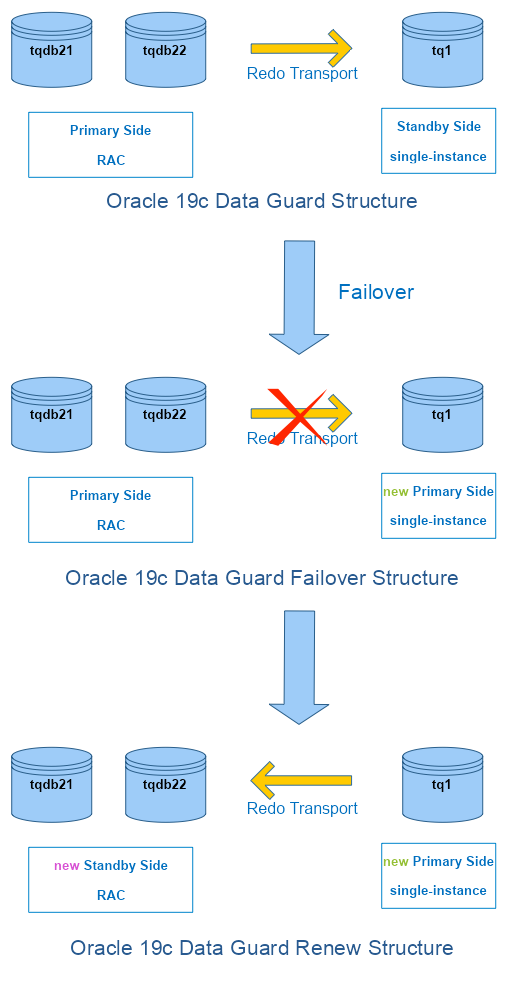 tqdb21
tqdb22
tq1
Redo Transport
Primary Side
RAC
Standby Side
single-instance
Oracle 19c Data Guard Structure
Failover
tqdb21
tqdb22
tq1
Redo Transport
Primary Side
RAC
new Primary Side
single-instance
Oracle 19c Data Guard Failover Structure
tqdb21
tqdb22
tq1
Redo Transport
new Standby Side
RAC
new Primary Side
single-instance
Oracle 19c Data Guard Renew Structure